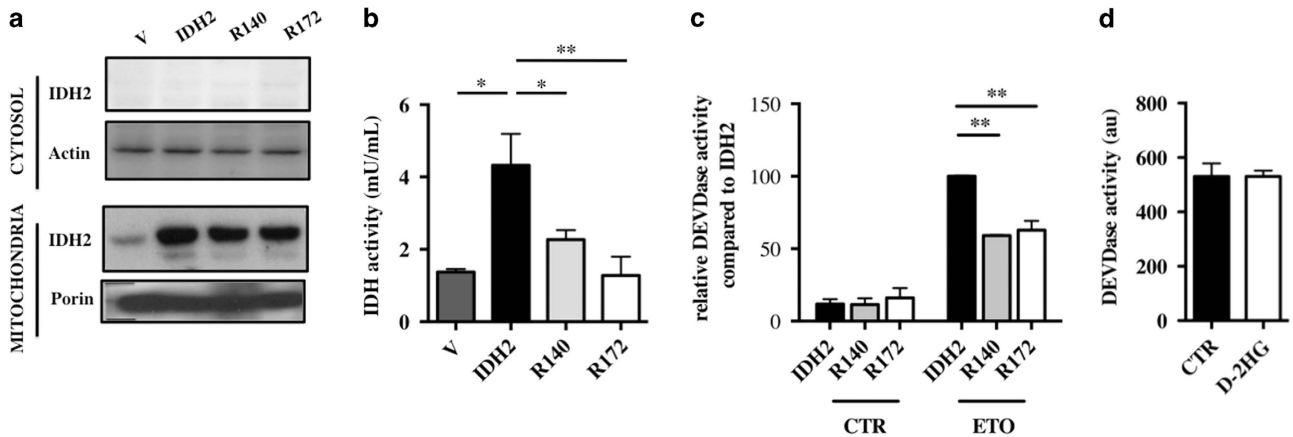 a
V IDH2 R140 R172
CYTOSOL
IDH2
Actin
MITOCHONDRIA
IDH2
Porin
b
IDH activity (mU/mL)
6
4
2
0
* * **
V IDH2 R140 R172
c
relative DEVDase activity
compared to IDH2
150
100
50
0
**
**
IDH2 R140 R172 IDH2 R140 R172
CTR ETO
d
DEVDase activity (au)
800
600
400
200
0
CTR D-2HG